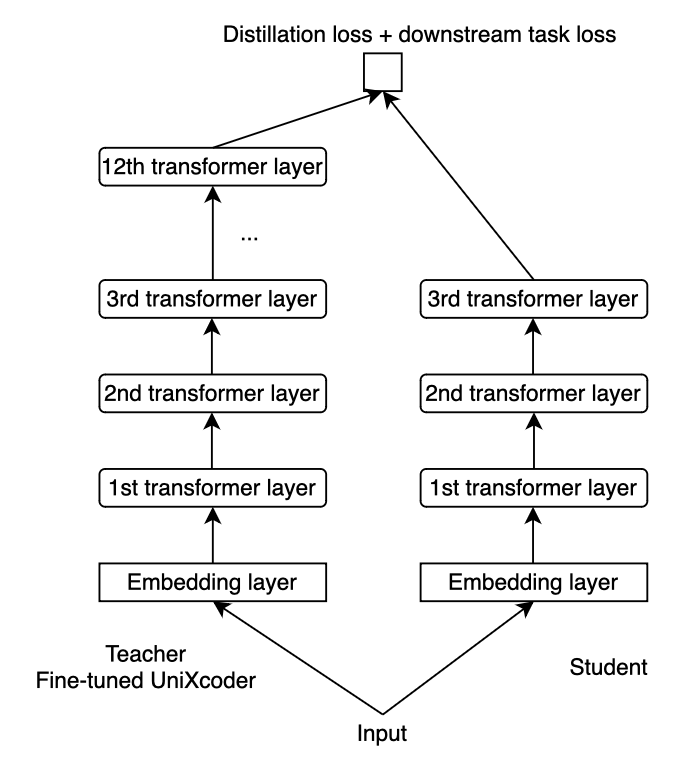 Distillation loss + downstream task loss
12th transformer layer
...
3rd transformer layer
2nd transformer layer
1st transformer layer
Embedding layer
Teacher
Fine-tuned UniXcoder
3rd transformer layer
2nd transformer layer
1st transformer layer
Embedding layer
Student
Input